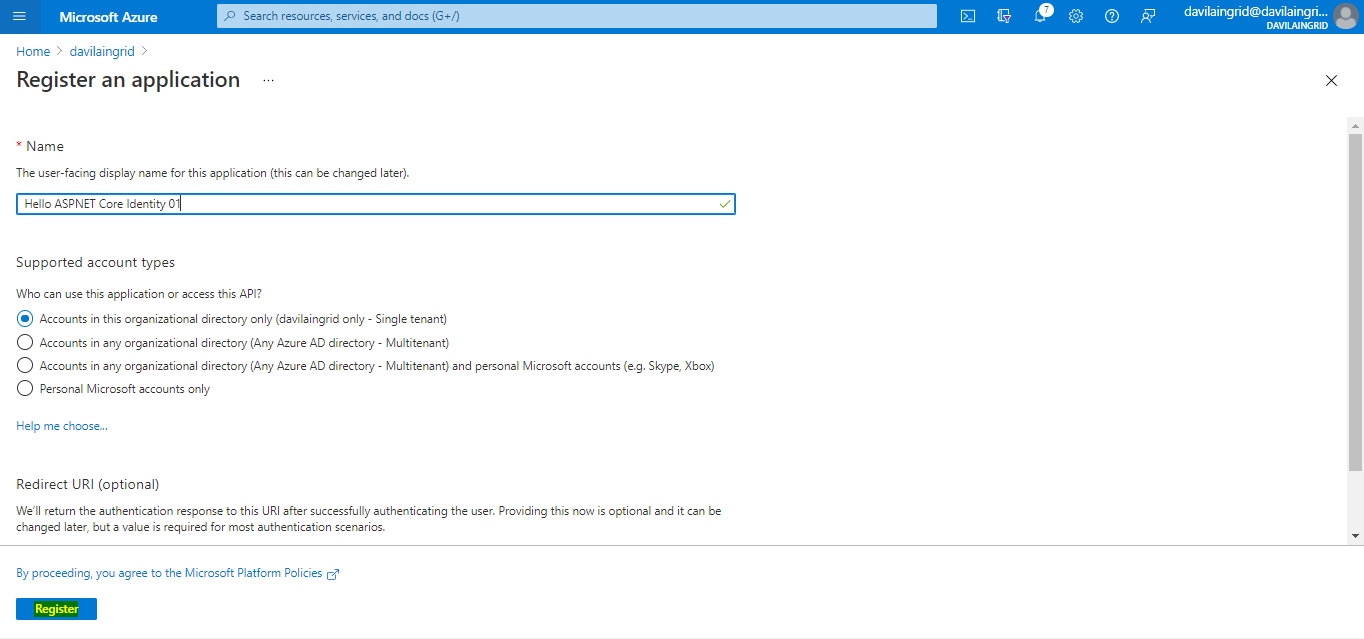 Microsoft Azure
Search resources, services, and docs (G+/)
7
davilaingrid@davilaingri...
DAVILAINGRID
Home > davilaingrid >
Register an application ...
* Name
The user-facing display name for this application (this can be changed later).
Hello ASPNET Core Identity 01
Supported account types
Who can use this application or access this API?
Accounts in this organizational directory only (davilaingrid only - Single tenant)
Accounts in any organizational directory (Any Azure AD directory - Multitenant)
Accounts in any organizational directory (Any Azure AD directory - Multitenant) and personal Microsoft accounts (e.g. Skype, Xbox)
Personal Microsoft accounts only
Help me choose...
Redirect URI (optional)
We'll return the authentication response to this URI after successfully authenticating the user. Providing this now is optional and it can be
changed later, but a value is required for most authentication scenarios.
By proceeding, you agree to the Microsoft Platform Policies
Register